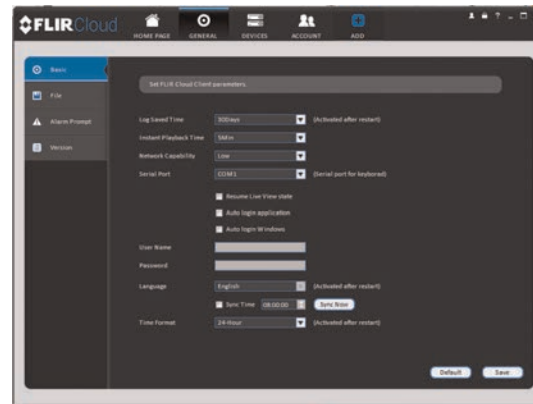 FLIR Cloud
HOME PAGE GENERAL DEVICES ACCOUNT ADD
Basic
File
Alarm Prompt
Version
Set FLIR Cloud Client parameters
Log Saved Time 30Days (Activated after restart)
Instant Playback Time 5Min
Network Capability Low
Serial Port COM1 (Serial port for keyborad)
Resume Live View state
Auto login application
Auto login Windows
User Name
Password
Language English (Activated after restart)
Sync Time 08:00:00 Sync Now
Time Format 24-Hour (Activated after restart)
Default Save